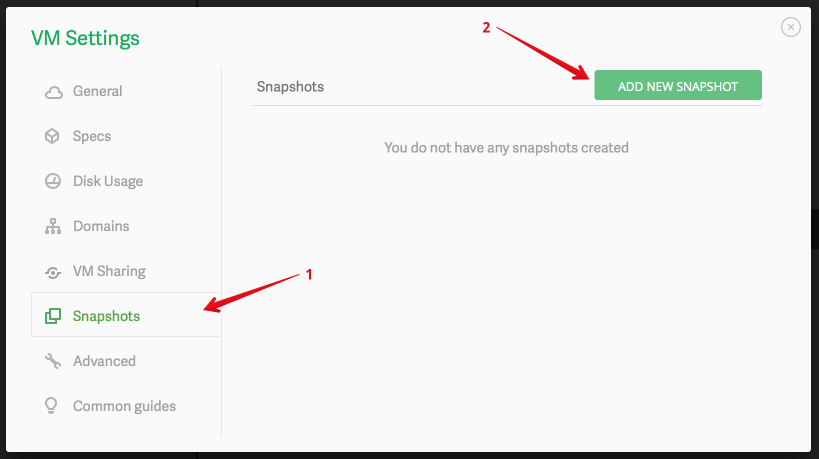 VM Settings
2
General
Snapshots
ADD NEW SNAPSHOT
Specs
You do not have any snapshots created
Disk Usage
Domains
VM Sharing
1
Snapshots
Advanced
Common guides